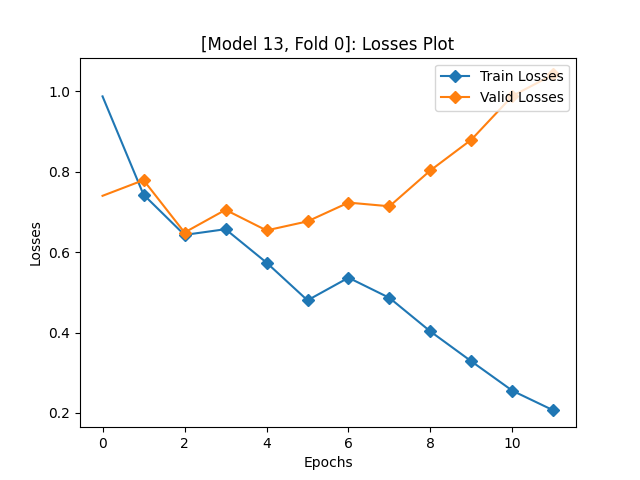 [Model 13, Fold 0]: Losses Plot
Train Losses
Valid Losses
1.0
0.8
0.6
0.4
0.2
Losses
0 2 4 6 8 10
Epochs